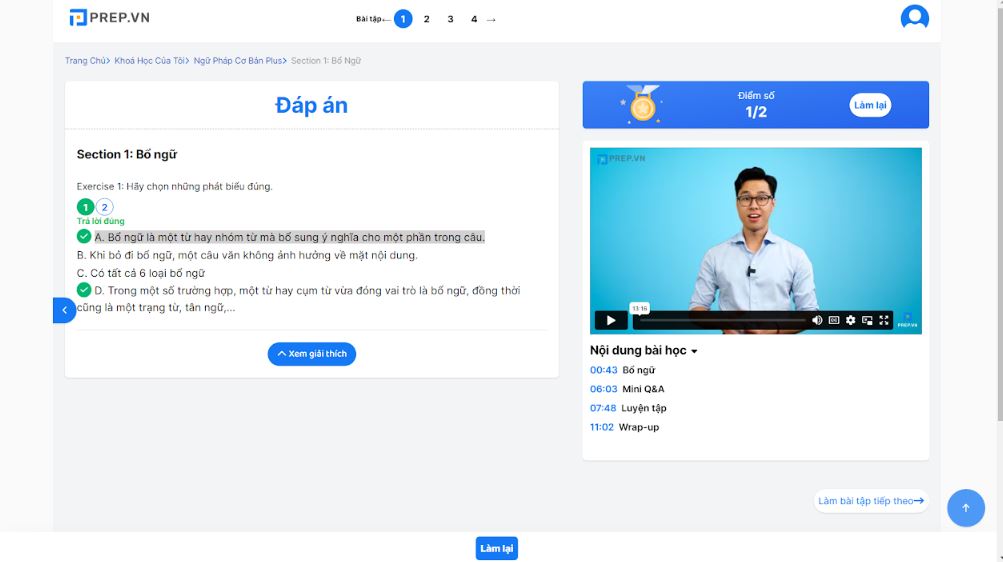 PREP.VN
Bài tập ← 1 2 3 4 →
Trang Chủ> Khoá Học Của Tôi> Ngữ Pháp Cơ Bản Plus> Section 1: Bổ Ngữ
Đáp án
Section 1: Bổ ngữ
Exercise 1: Hãy chọn những phát biểu đúng.
1 2
Trả lời đúng
A. Bổ ngữ là một từ hay nhóm từ mà bổ sung ý nghĩa cho một phần trong câu.
B. Khi bỏ đi bổ ngữ, một câu văn không ảnh hưởng về mặt nội dung.
C. Có tất cả 6 loại bổ ngữ
D. Trong một số trường hợp, một từ hay cụm từ vừa đóng vai trò là bổ ngữ, đồng thời
cũng là một trạng từ, tân ngữ,...
Xem giải thích
Điểm số
1/2
Làm lại
PREP.VN
13:16
PREP.VN
Nội dung bài học
00:43 Bổ ngữ
06:03 Mini Q&A
07:48 Luyện tập
11:02 Wrap-up
Làm bài tập tiếp theo→
Làm lại